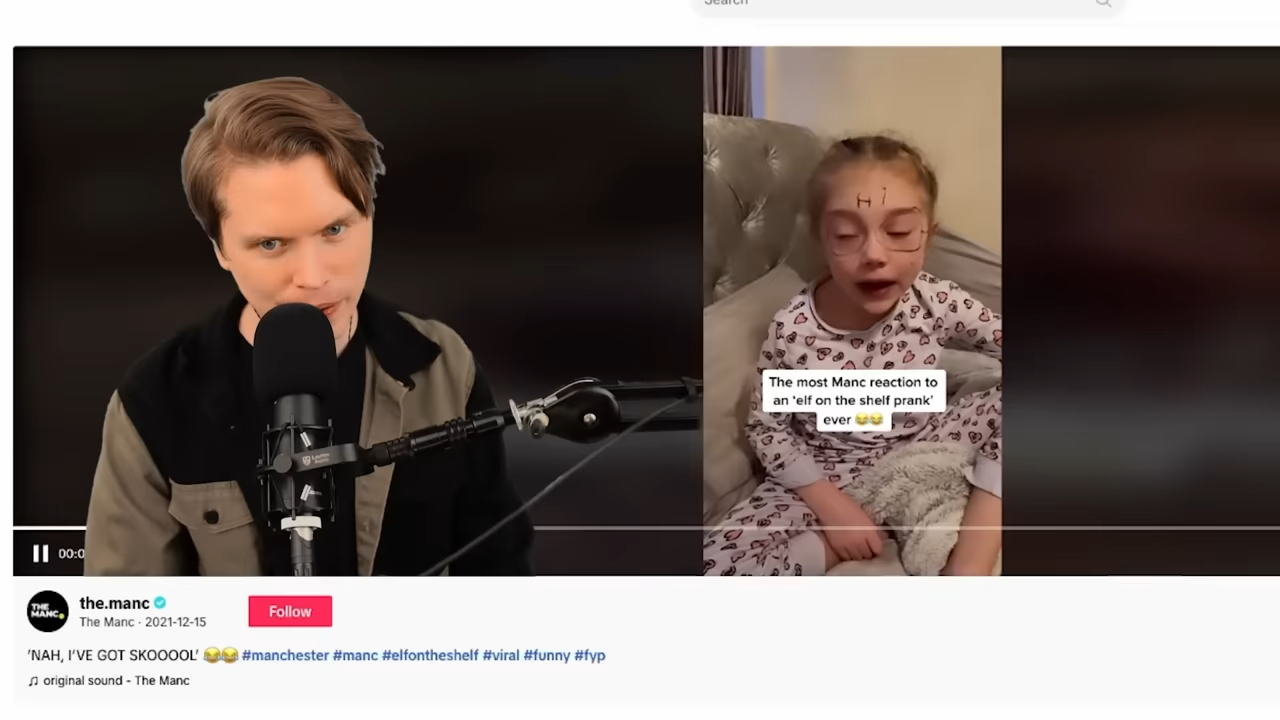 Search
Hi
The most Manc reaction to
an ‘elf on the shelf prank’
ever 😂😂
00:0
THE
MANC.
the.manc
The Manc · 2021-12-15
Follow
‘NAH, I’VE GOT SKOOOOL’ 😂😂 #manchester #manc #elfontheshelf #viral #funny #fyp
♫ original sound - The Manc